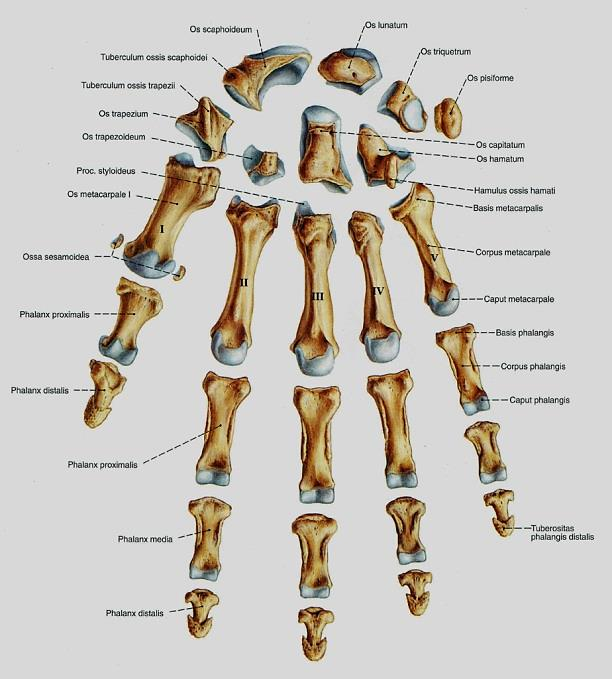 Os scaphoideum
Os lunatum
Tuberculum ossis scaphoidei
Os triquetrum
Tuberculum ossis trapezii
Os pisiforme
Os trapezium
Os trapezoideum
Os capitatum
Os hamatum
Proc. styloideus
Hamulus ossis hamati
Os metacarpale I
Basis metacarpalis
I
Corpus metacarpale
Ossa sesamoidea
V
II
III
IV
Caput metacarpale
Phalanx proximalis
Basis phalangis
Corpus phalangis
Phalanx distalis
Caput phalangis
Phalanx proximalis
Tuberositas
phalangis distalis
Phalanx media
Phalanx distalis